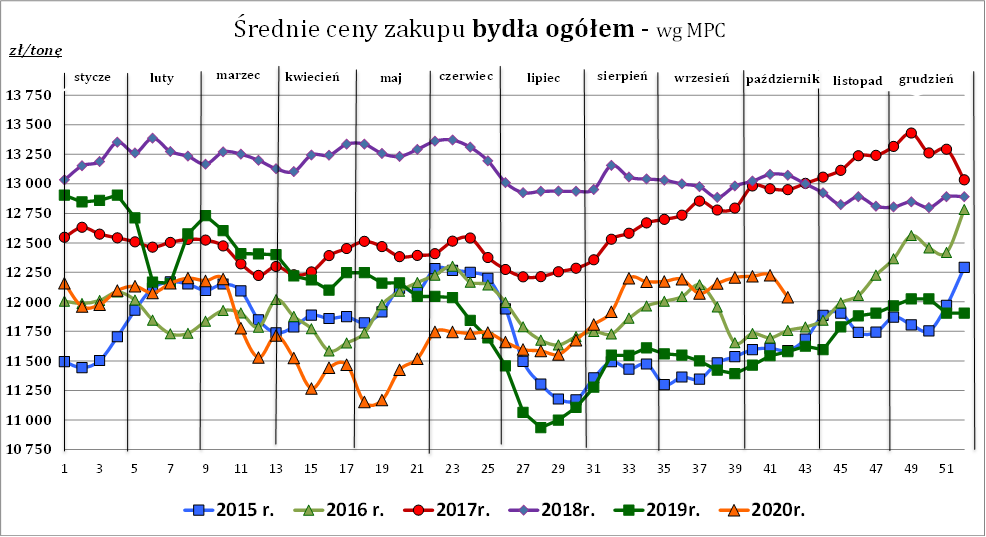 Średnie ceny zakupu bydła ogółem - wg MPC
zł/tonę
stycze luty marzec kwiecień maj czerwiec lipiec sierpień wrzesień październik listopad grudzień
13 750
13 500
13 250
13 000
12 750
12 500
12 250
12 000
11 750
11 500
11 250
11 000
10 750
1 3 5 7 9 11 13 15 17 19 21 23 25 27 29 31 33 35 37 39 41 43 45 47 49 51
2015 r. 2016 r. 2017r. 2018r. 2019r. 2020r.